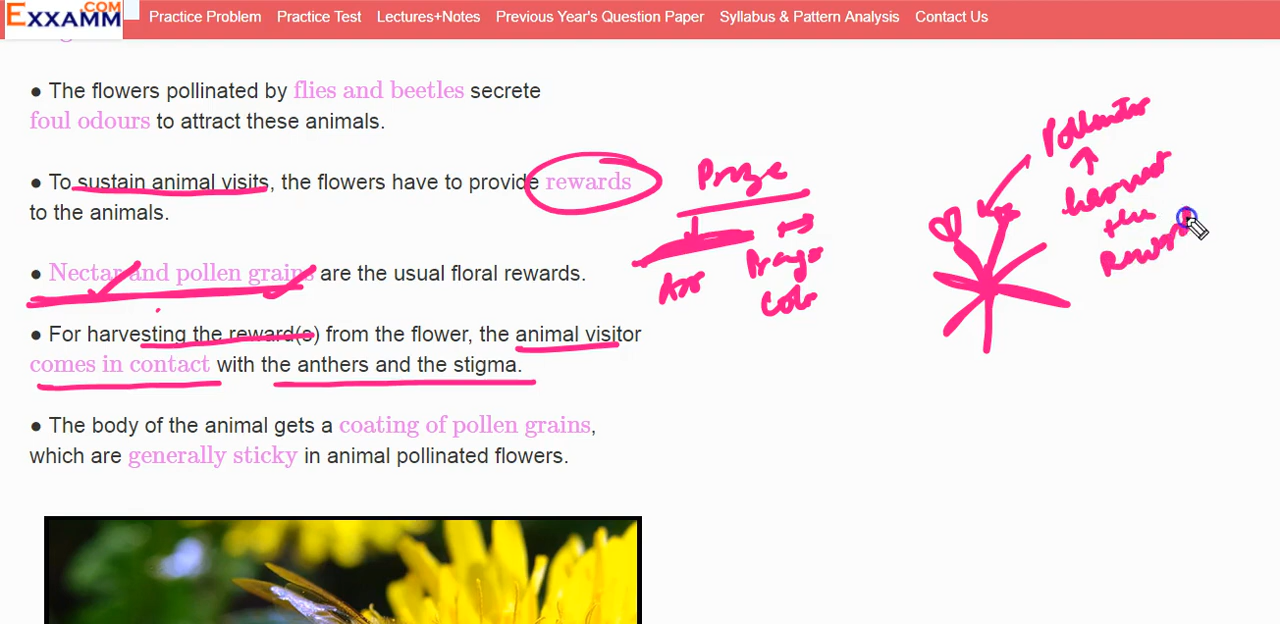 EXXAMM
.COM
Practice Problem Practice Test Lectures+Notes Previous Year's Question Paper Syllabus & Pattern Analysis Contact Us
● The flowers pollinated by flies and beetles secrete
foul odours to attract these animals.
● To sustain animal visits, the flowers have to provide rewards
to the animals.
● Nectar and pollen grains are the usual floral rewards.
● For harvesting the reward(s) from the flower, the animal visitor
comes in contact with the anthers and the stigma.
● The body of the animal gets a coating of pollen grains,
which are generally sticky in animal pollinated flowers.
Prize
Pollinator
the